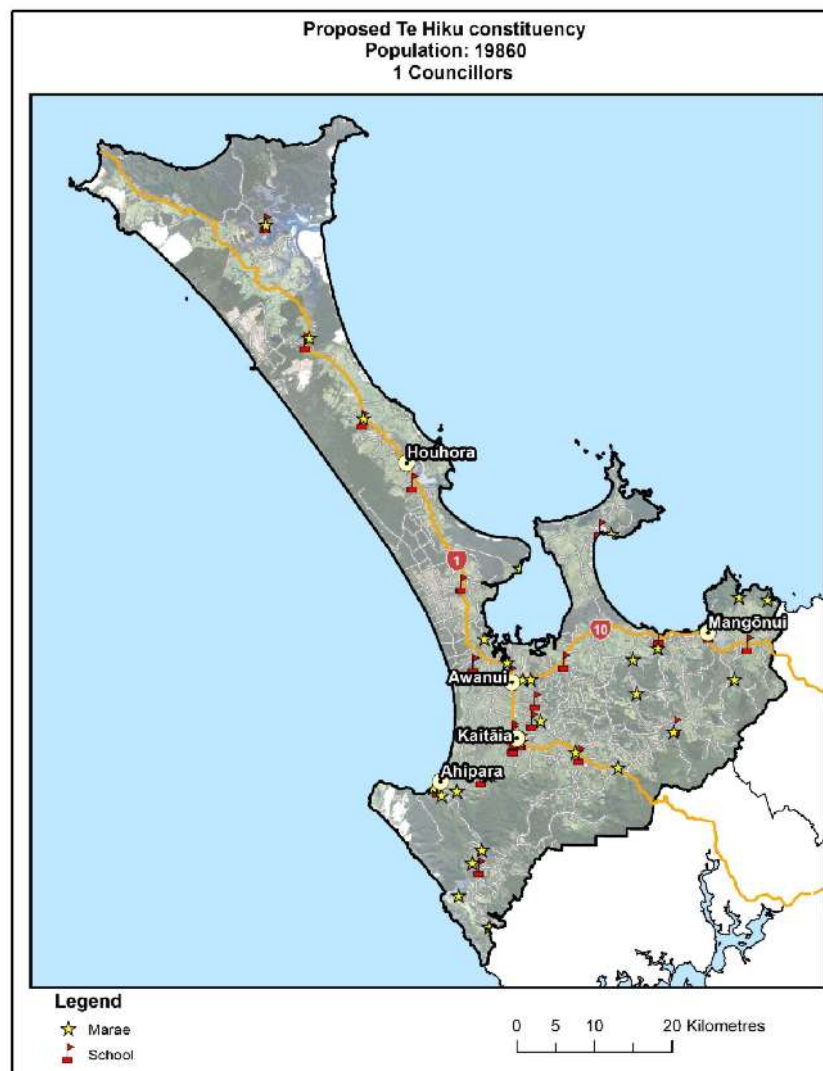 Proposed Te Hiku constituency
Population: 19860
1 Councillors
Houhora
1
Mangōnui
10
Awanui
Kaitāia
Ahipara
Legend
Marae
School
0 5 10 20 Kilometres